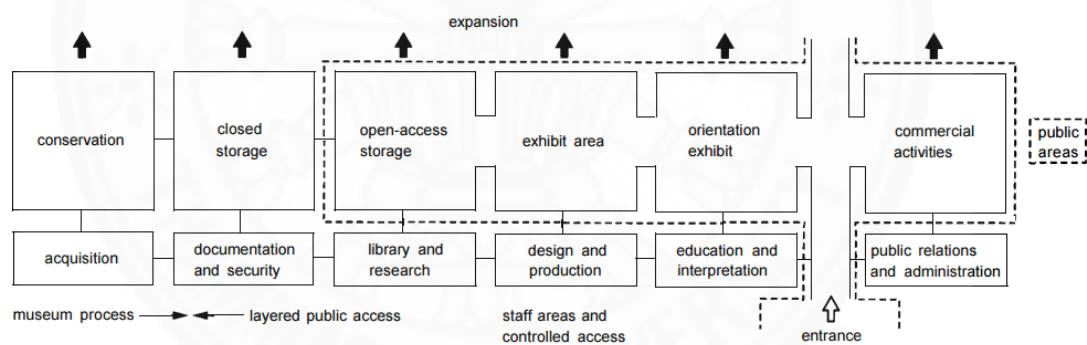 expansion
conservation
closed
storage
open-access
storage
exhibit area
orientation
exhibit
commercial
activities
public
areas
acquisition
documentation
and security
library and
research
design and
production
education and
interpretation
public relations
and administration
museum process
layered public access
staff areas and
controlled access
entrance